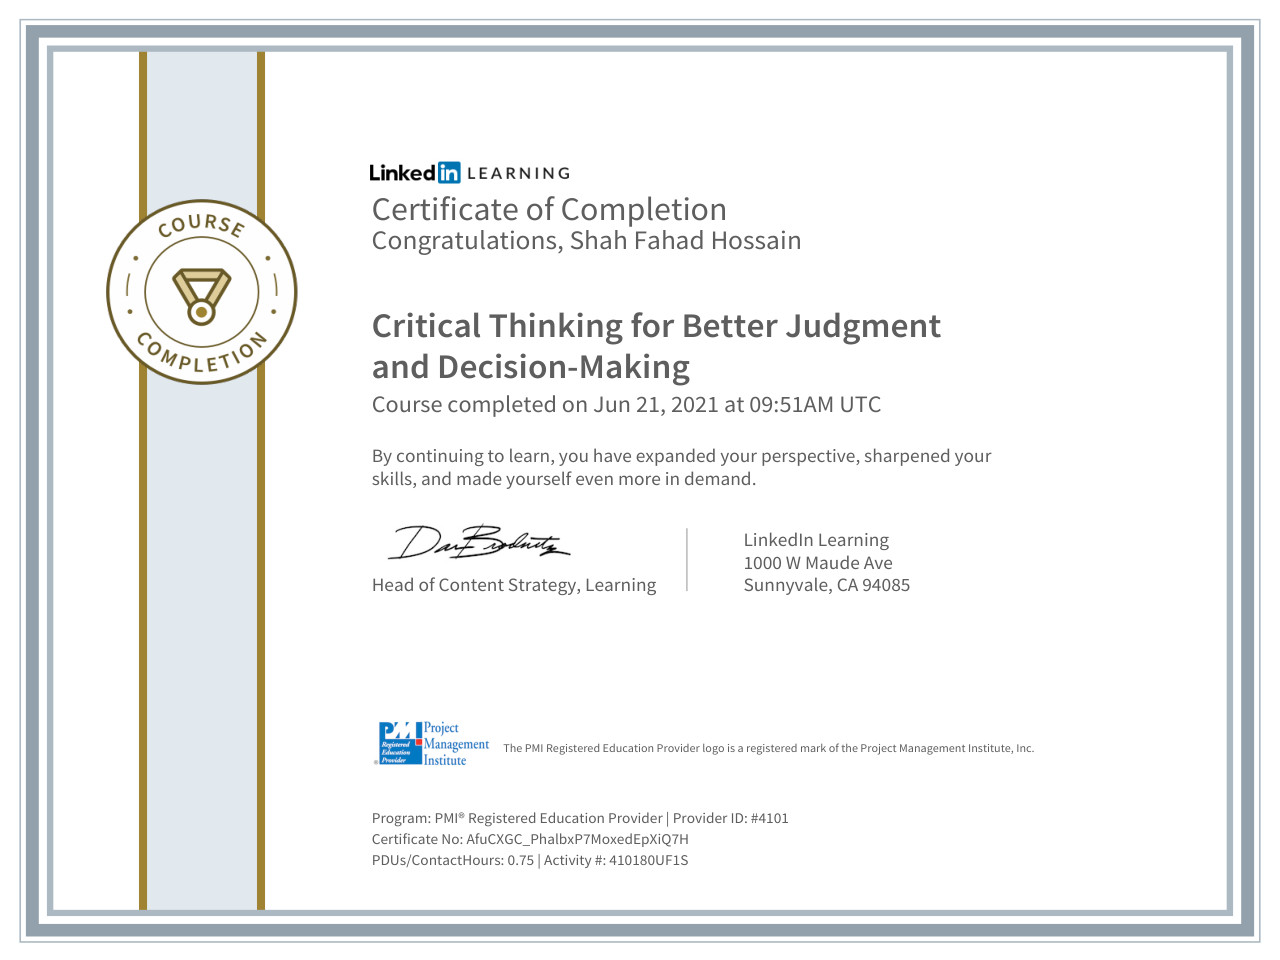 COURSE
COMPLETION
Linked in LEARNING
Certificate of Completion
Congratulations, Shah Fahad Hossain
Critical Thinking for Better Judgment
and Decision-Making
Course completed on Jun 21, 2021 at 09:51AM UTC
By continuing to learn, you have expanded your perspective, sharpened your
skills, and made yourself even more in demand.
Head of Content Strategy, Learning
LinkedIn Learning
1000 W Maude Ave
Sunnyvale, CA 94085
PMI
Registered
Education
Provider
®
Project
Management
Institute
The PMI Registered Education Provider logo is a registered mark of the Project Management Institute, Inc.
Program: PMI® Registered Education Provider | Provider ID: #4101
Certificate No: AfuCXGC_PhalbxP7MoxedEpXiQ7H
PDUs/ContactHours: 0.75 | Activity #: 410180UF1S